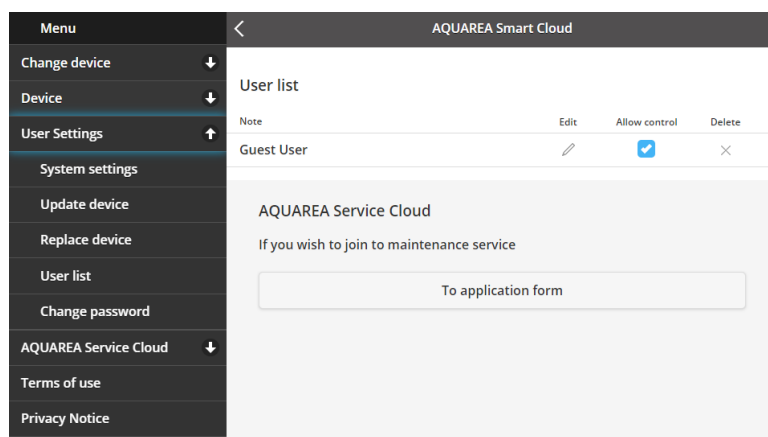 Menu
Change device
Device
User Settings
System settings
Update device
Replace device
User list
Change password
AQUAREA Service Cloud
Terms of use
Privacy Notice
AQUAREA Smart Cloud
User list
Note Edit Allow control Delete
Guest User
AQUAREA Service Cloud
If you wish to join to maintenance service
To application form